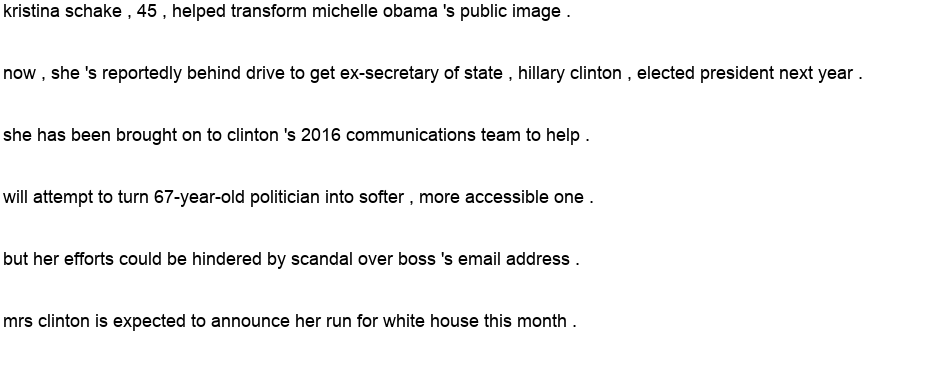 kristina schake , 45 , helped transform michelle obama 's public image .
now , she 's reportedly behind drive to get ex-secretary of state , hillary clinton , elected president next year .
she has been brought on to clinton 's 2016 communications team to help .
will attempt to turn 67-year-old politician into softer , more accessible one .
but her efforts could be hindered by scandal over boss 's email address .
mrs clinton is expected to announce her run for white house this month .